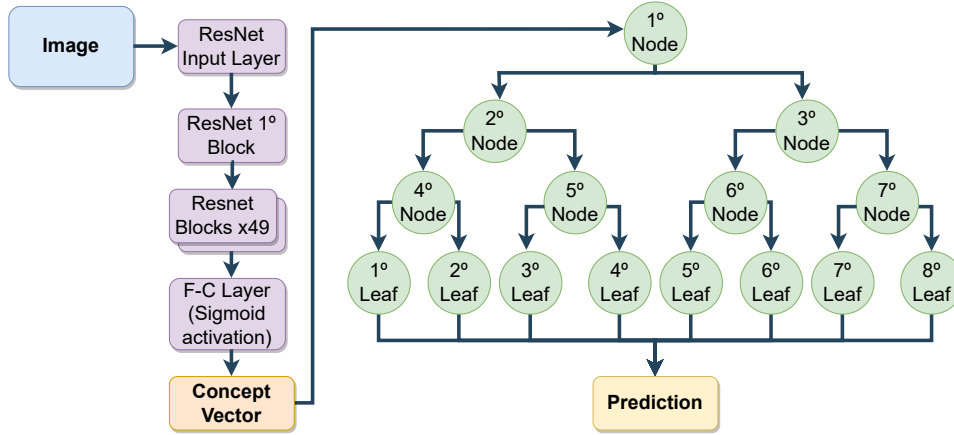 Image
ResNet
Input Layer
ResNet 1º
Block
Resnet
Blocks x49
F-C Layer
(Sigmoid
activation)
Concept
Vector
1º
Node
2º
Node
3º
Node
4º
Node
5º
Node
6º
Node
7º
Node
1º
Leaf
2º
Leaf
3º
Leaf
4º
Leaf
5º
Leaf
6º
Leaf
7º
Leaf
8º
Leaf
Prediction